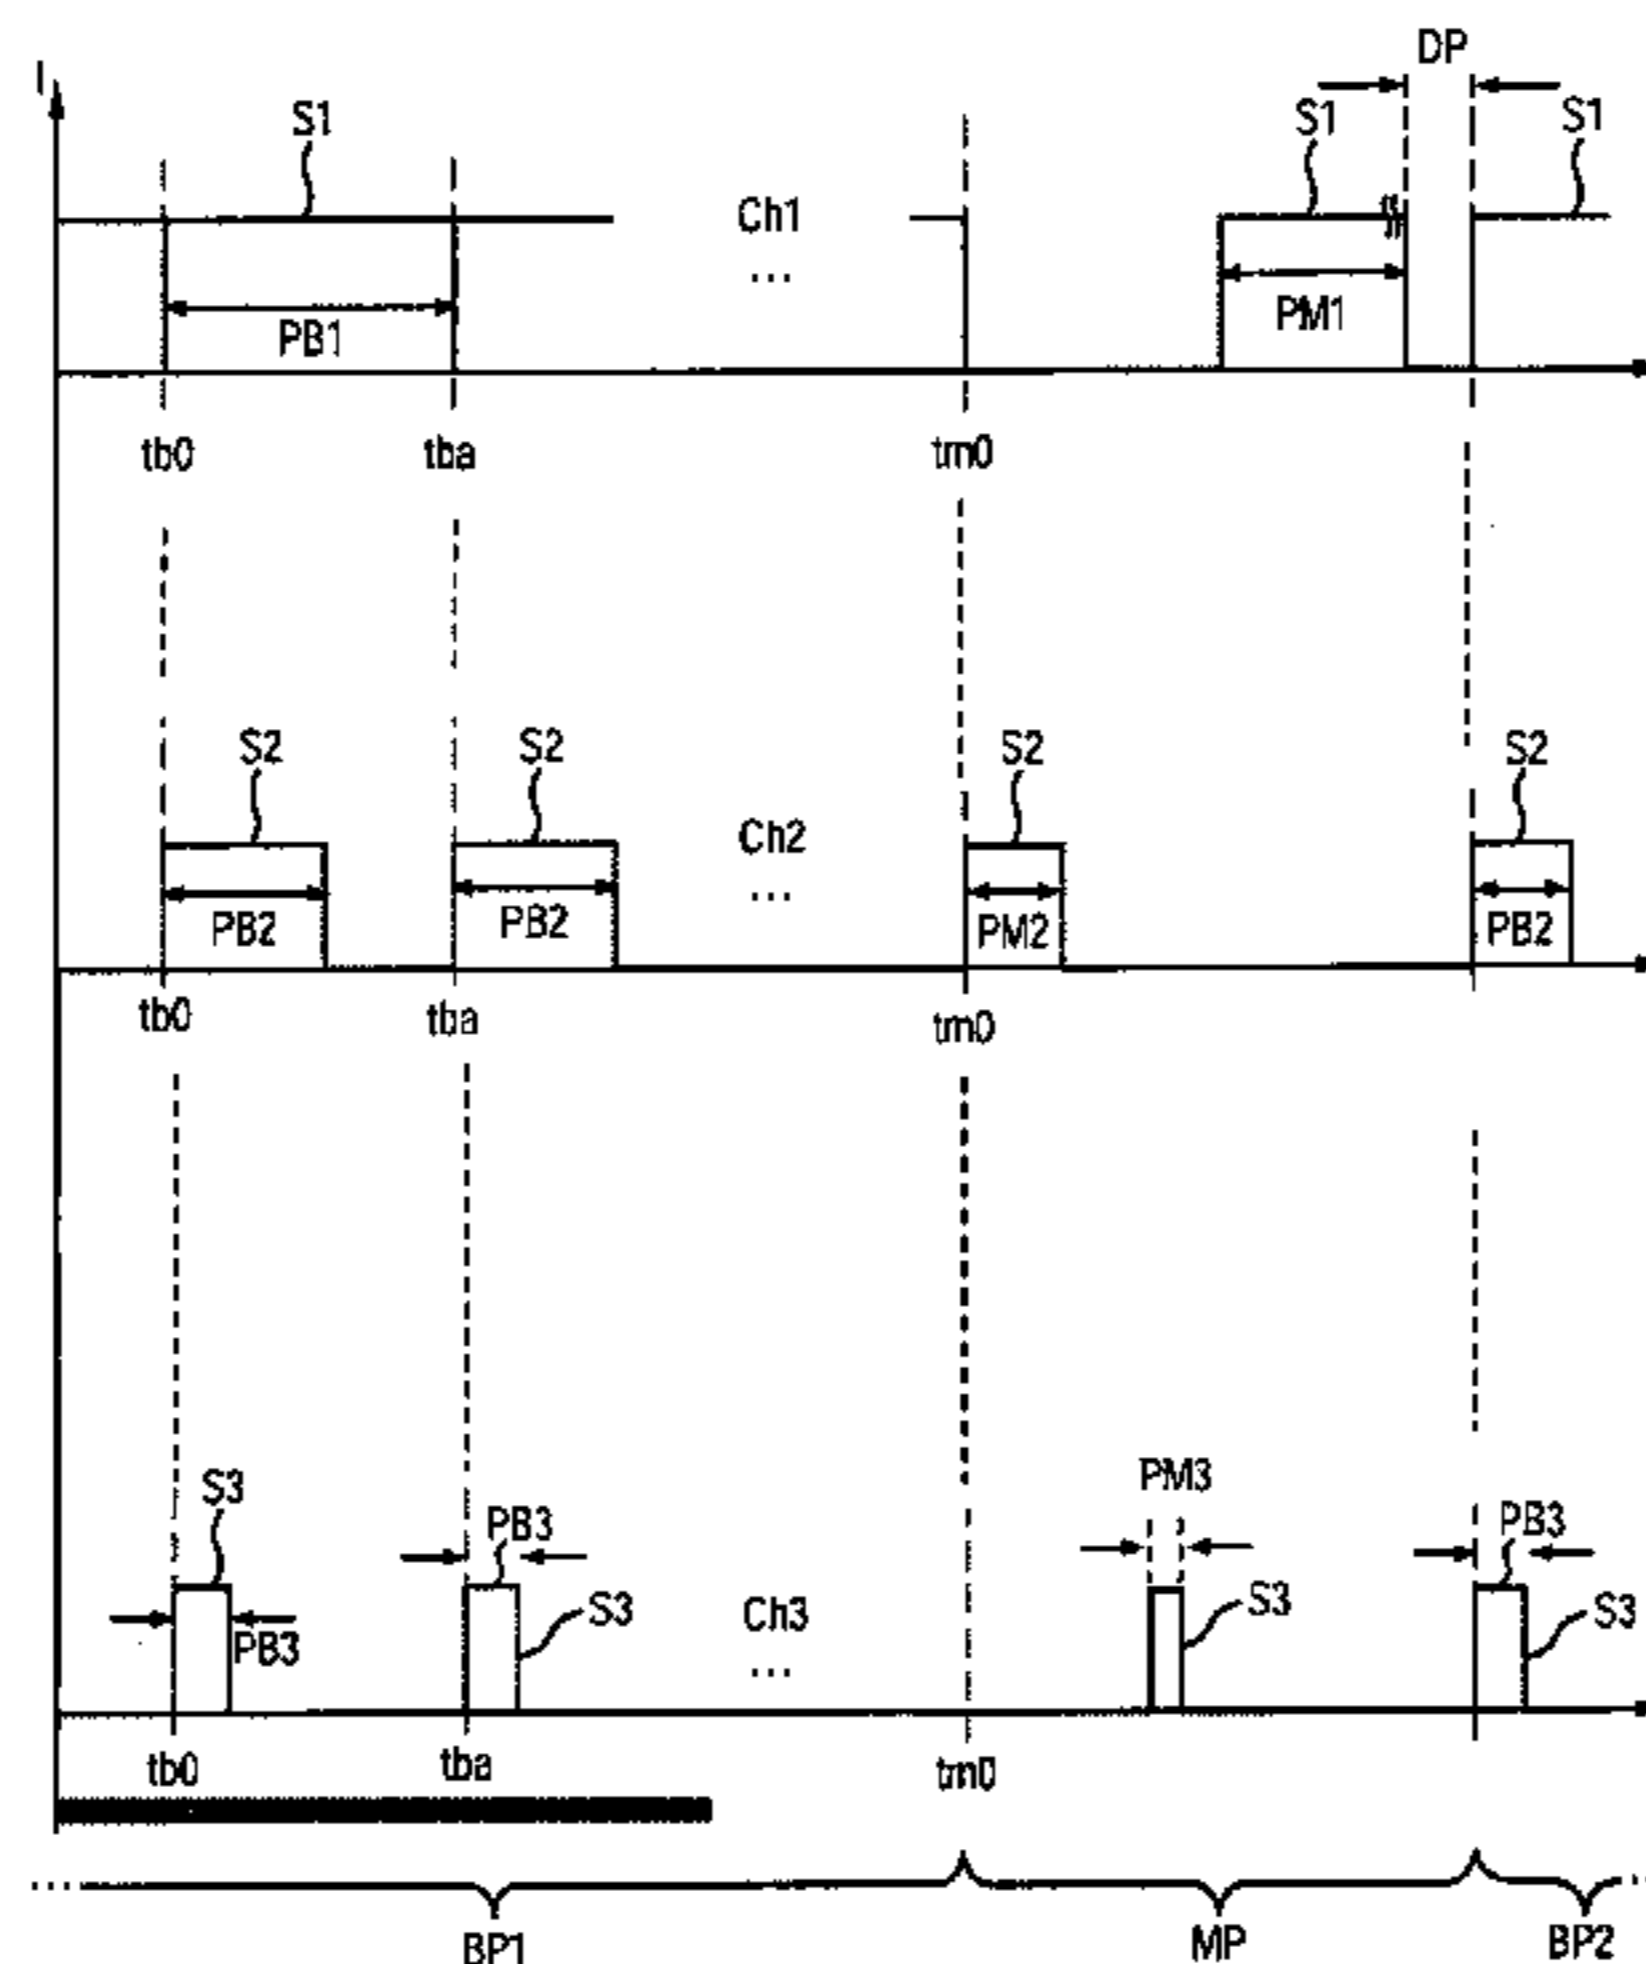 DP
I
S1
S1
S1
Ch1
...
PB1
PM1
tb0
tba
tm0
S2
S2
S2
S2
Ch2
...
PB2
PB2
PM2
PB2
tb0
tba
tm0
S3
PB3
PM3
PB3
S3
Ch3
S3
S3
PB3
...
tb0
tba
tm0
BP1
MP
BP2